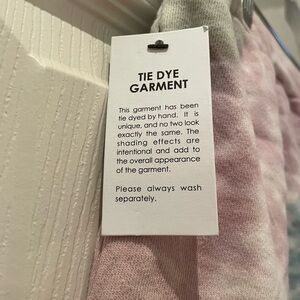 TIE DYE
GARMENT
This garment has been
tie dyed by hand. It is
unique, and no two look
exactly the same. The
shading effects are
intentional and add to
the overall appearance
of the garment.
Please always wash
separately.